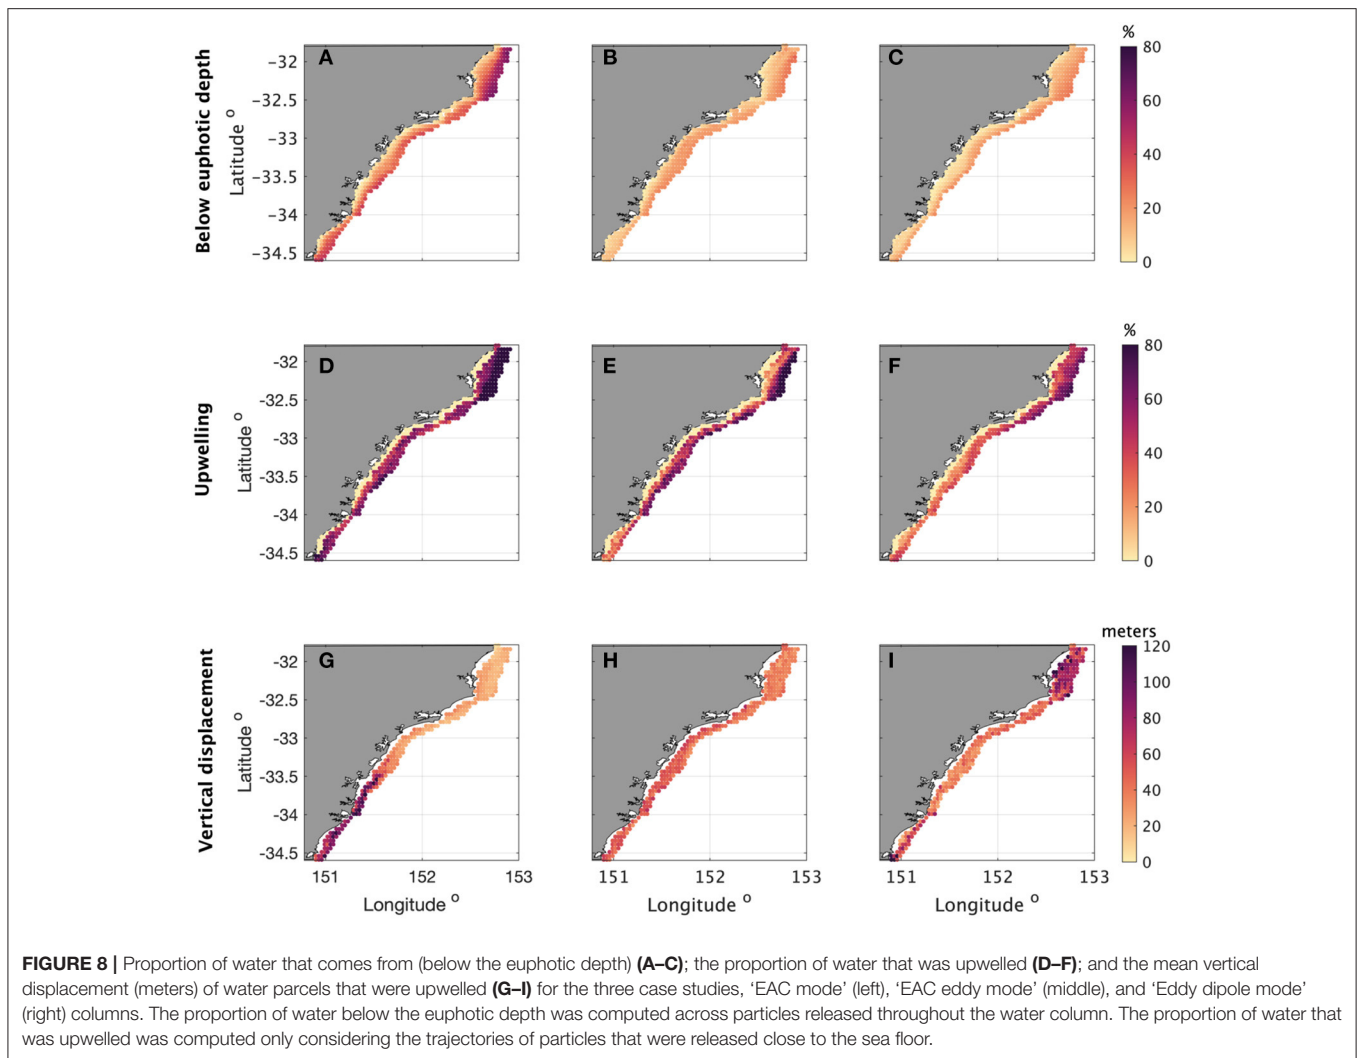 %
A
B
C
80
60
40
20
0
-32
-32.5
-33
-33.5
-34
-34.5
Latitude o
Below euphotic depth
%
D
E
F
80
60
40
20
0
-32
-32.5
-33
-33.5
-34
-34.5
Latitude o
Upwelling
meters
G
H
I
120
100
80
60
40
20
0
-32
-32.5
-33
-33.5
-34
-34.5
Latitude o
Vertical displacement
151 152 153
151 152 153
151 152 153
Longitude o
Longitude o
Longitude o
FIGURE 8 | Proportion of water that comes from (below the euphotic depth) (A–C); the proportion of water that was upwelled (D–F); and the mean vertical
displacement (meters) of water parcels that were upwelled (G–I) for the three case studies, ‘EAC mode’ (left), ‘EAC eddy mode’ (middle), and ‘Eddy dipole mode’
(right) columns. The proportion of water below the euphotic depth was computed across particles released throughout the water column. The proportion of water that
was upwelled was computed only considering the trajectories of particles that were released close to the sea floor.